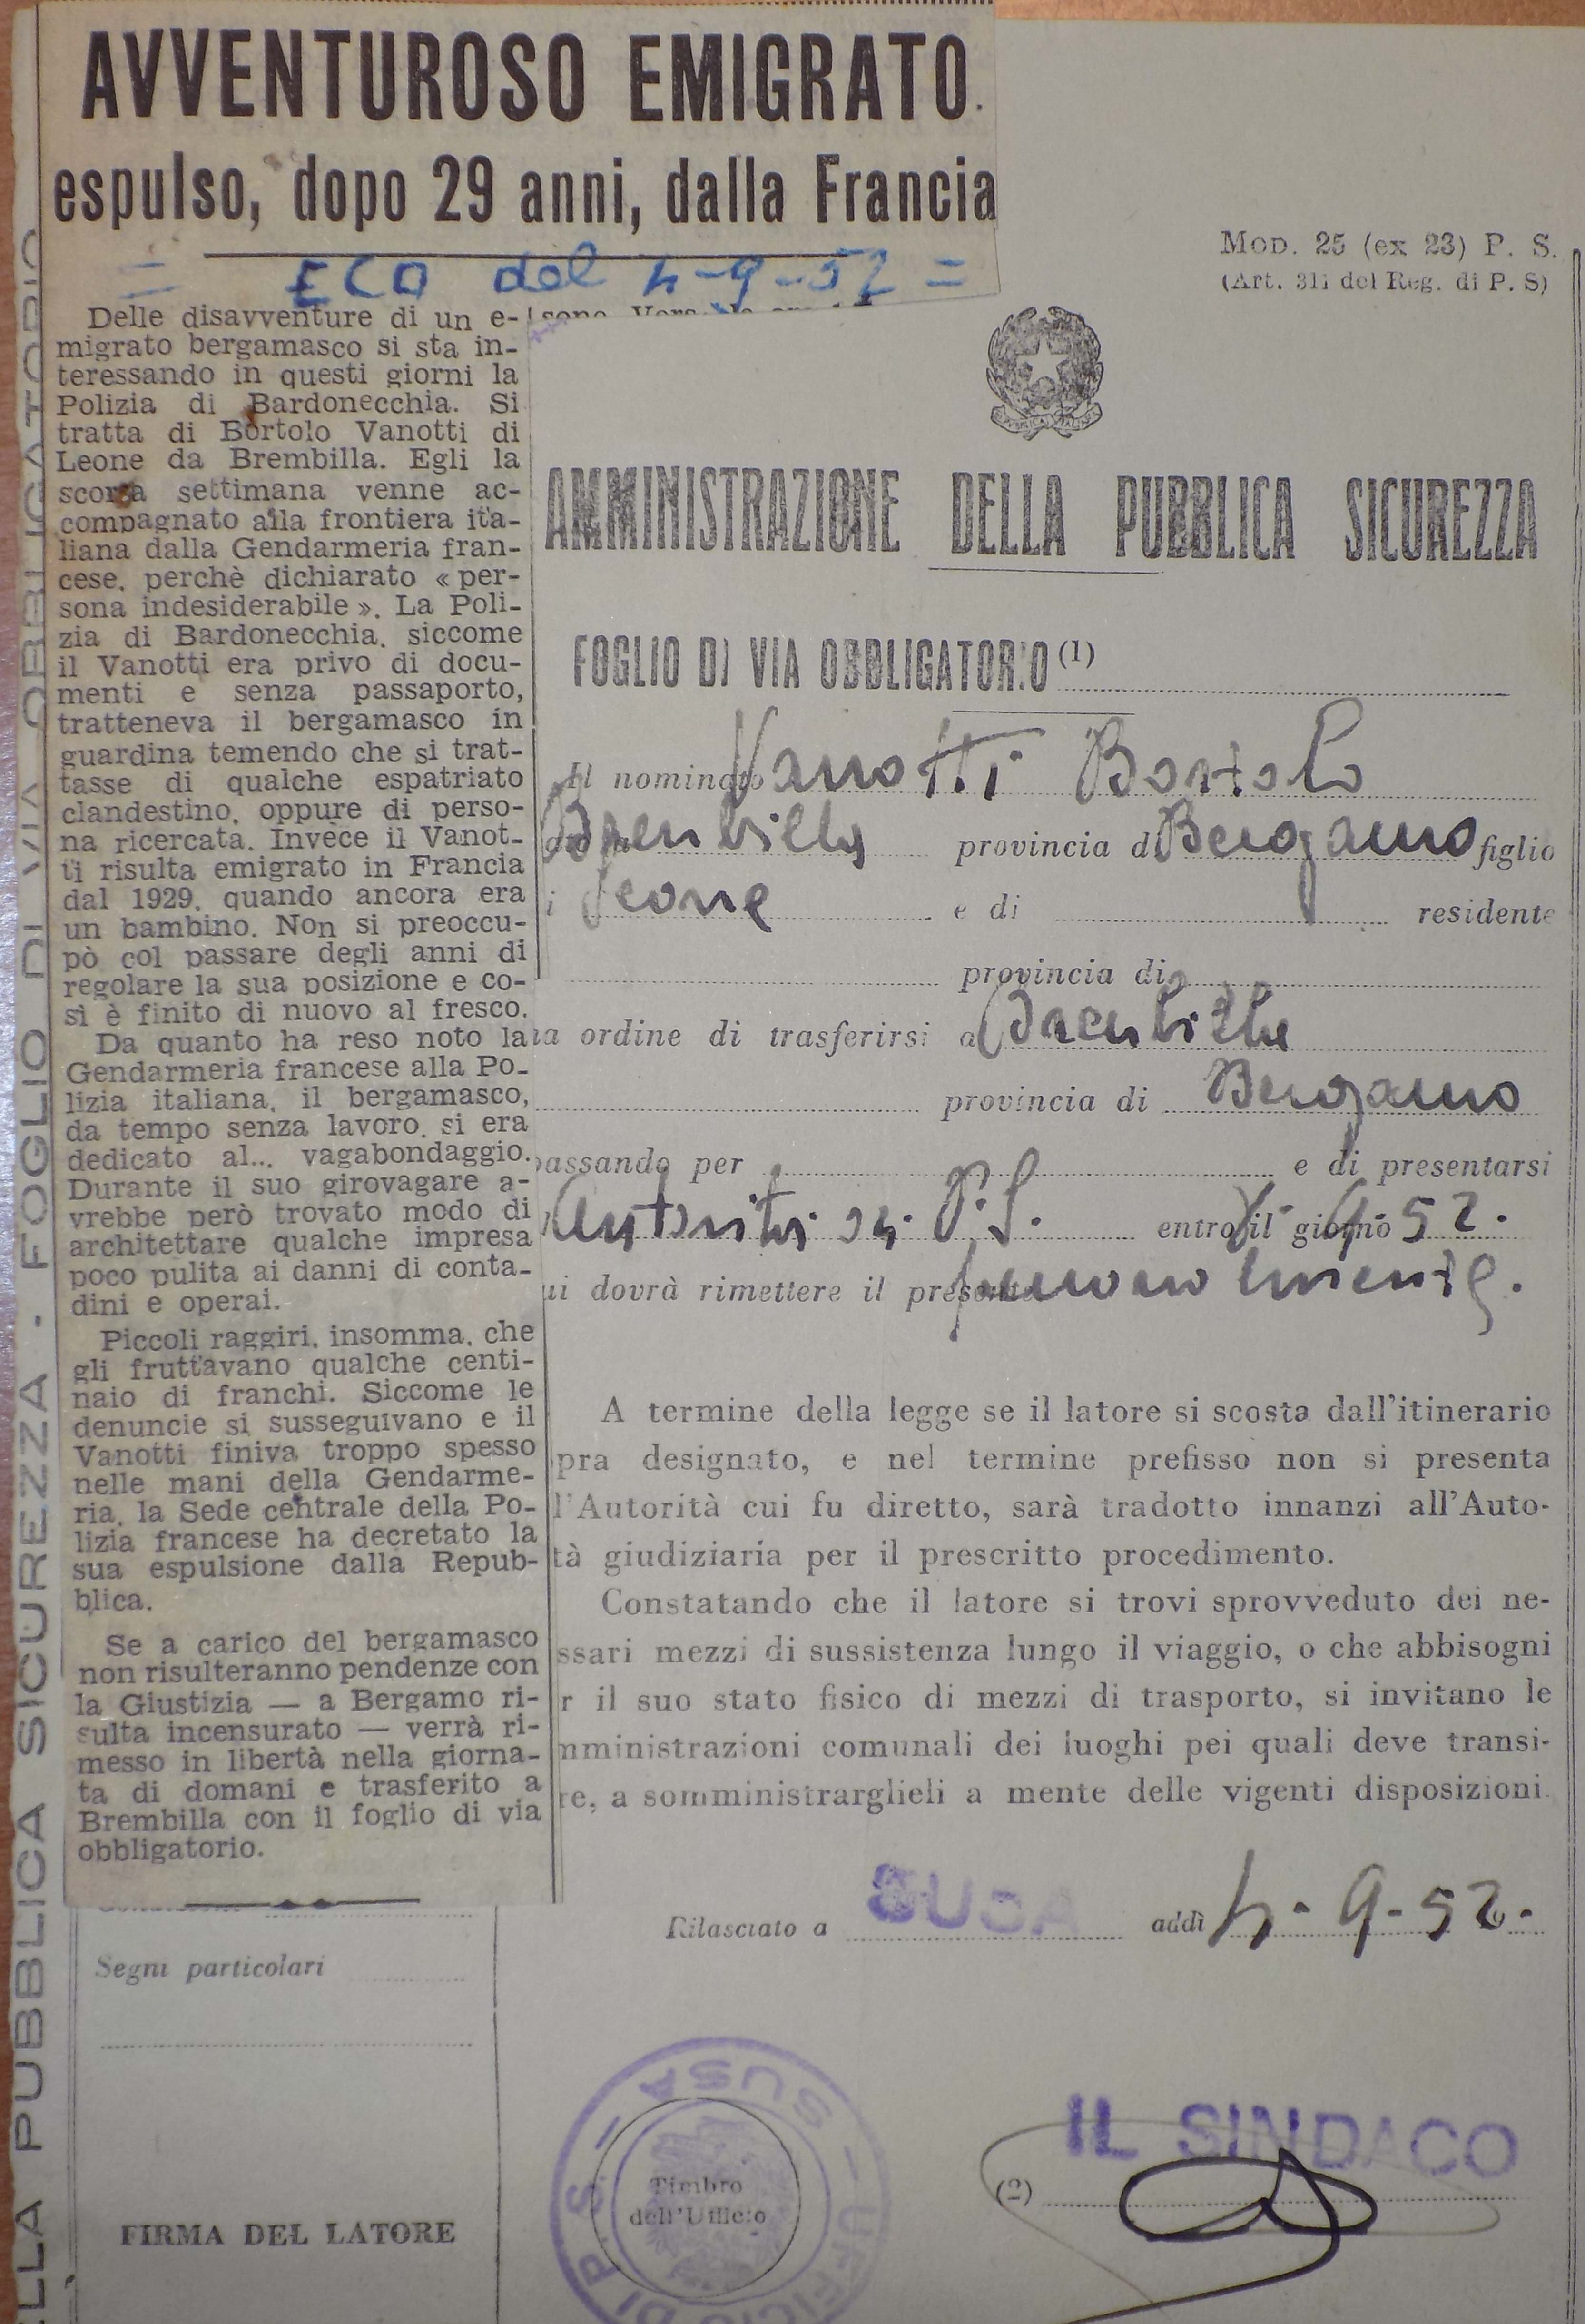 AVVENTUROSO EMIGRATO.
espulso, dopo 29 anni, dalla Francia
= ECO del 4-9-52 =
Delle disavventure di un e-
migrato bergamasco si sta in-
teressando in questi giorni la
Polizia di Bardonecchia. Si
tratta di Bortolo Vanotti di
Leone da Brembilla. Egli la
scorsa settimana venne ac-
compagnato alla frontiera ita-
liana dalla Gendarmeria fran-
cese, perchè dichiarato « per-
sona indesiderabile ». La Poli-
zia di Bardonecchia, siccome
il Vanotti era privo di docu-
menti e senza passaporto,
tratteneva il bergamasco in
guardina temendo che si trat-
tasse di qualche espatriato
clandestino, oppure di perso-
na ricercata. Invece il Vanot-
ti risulta emigrato in Francia
dal 1929, quando ancora era
un bambino. Non si preoccu-
pò col passare degli anni di
regolare la sua posizione e co-
sì è finito di nuovo al fresco.
Da quanto ha reso noto la
Gendarmeria francese alla Po-
lizia italiana, il bergamasco,
da tempo senza lavoro, si era
dedicato al... vagabondaggio.
Durante il suo girovagare a-
vrebbe però trovato modo di
architettare qualche impresa
poco pulita ai danni di conta-
dini e operai.
Piccoli raggiri, insomma, che
gli fruttavano qualche centi-
naio di franchi. Siccome le
denuncie si susseguivano e il
Vanotti finiva troppo spesso
nelle mani della Gendarme-
ria, la Sede centrale della Po-
lizia francese ha decretato la
sua espulsione dalla Repub-
blica.
Se a carico del bergamasco
non risulteranno pendenze con
la Giustizia — a Bergamo ri-
sulta incensurato — verrà ri-
messo in libertà nella giorna-
ta di domani e trasferito a
Brembilla con il foglio di via
obbligatorio.
Segni particolari
FIRMA DEL LATORE
LLA PUBBLICA SICUREZZA - FOGLIO DI VIA OBBLIGATORIO
MOD. 25 (ex 23) P. S.
(Art. 311 del Reg. di P. S)
AMMINISTRAZIONE DELLA PUBBLICA SICUREZZA
FOGLIO DI VIA OBBLIGATORIO (1)
Il nominato Vanotti Bortolo
Brembilla provincia di Bergamo figlio
i Leone e di residente
provincia di
ha ordine di trasferirsi a Brembilla
provincia di Bergamo
passando per e di presentarsi
Autorità di P.S. entro il giorno 9 52.
ui dovrà rimettere il presente
A termine della legge se il latore si scosta dall'itinerario
pra designato, e nel termine prefisso non si presenta
l'Autorità cui fu diretto, sarà tradotto innanzi all'Auto-
tà giudiziaria per il prescritto procedimento.
Constatando che il latore si trovi sprovveduto dei ne-
ssari mezzi di sussistenza lungo il viaggio, o che abbisogni
r il suo stato fisico di mezzi di trasporto, si invitano le
mministrazioni comunali dei luoghi pei quali deve transi-
re, a somministrarglieli a mente delle vigenti disposizioni.
Rilasciato a SUSA addì 4-9-52.
UFFICIO DI P. S. - SUSA - SUSA
Timbro
dell'Ufficio
IL SINDACO
(2)